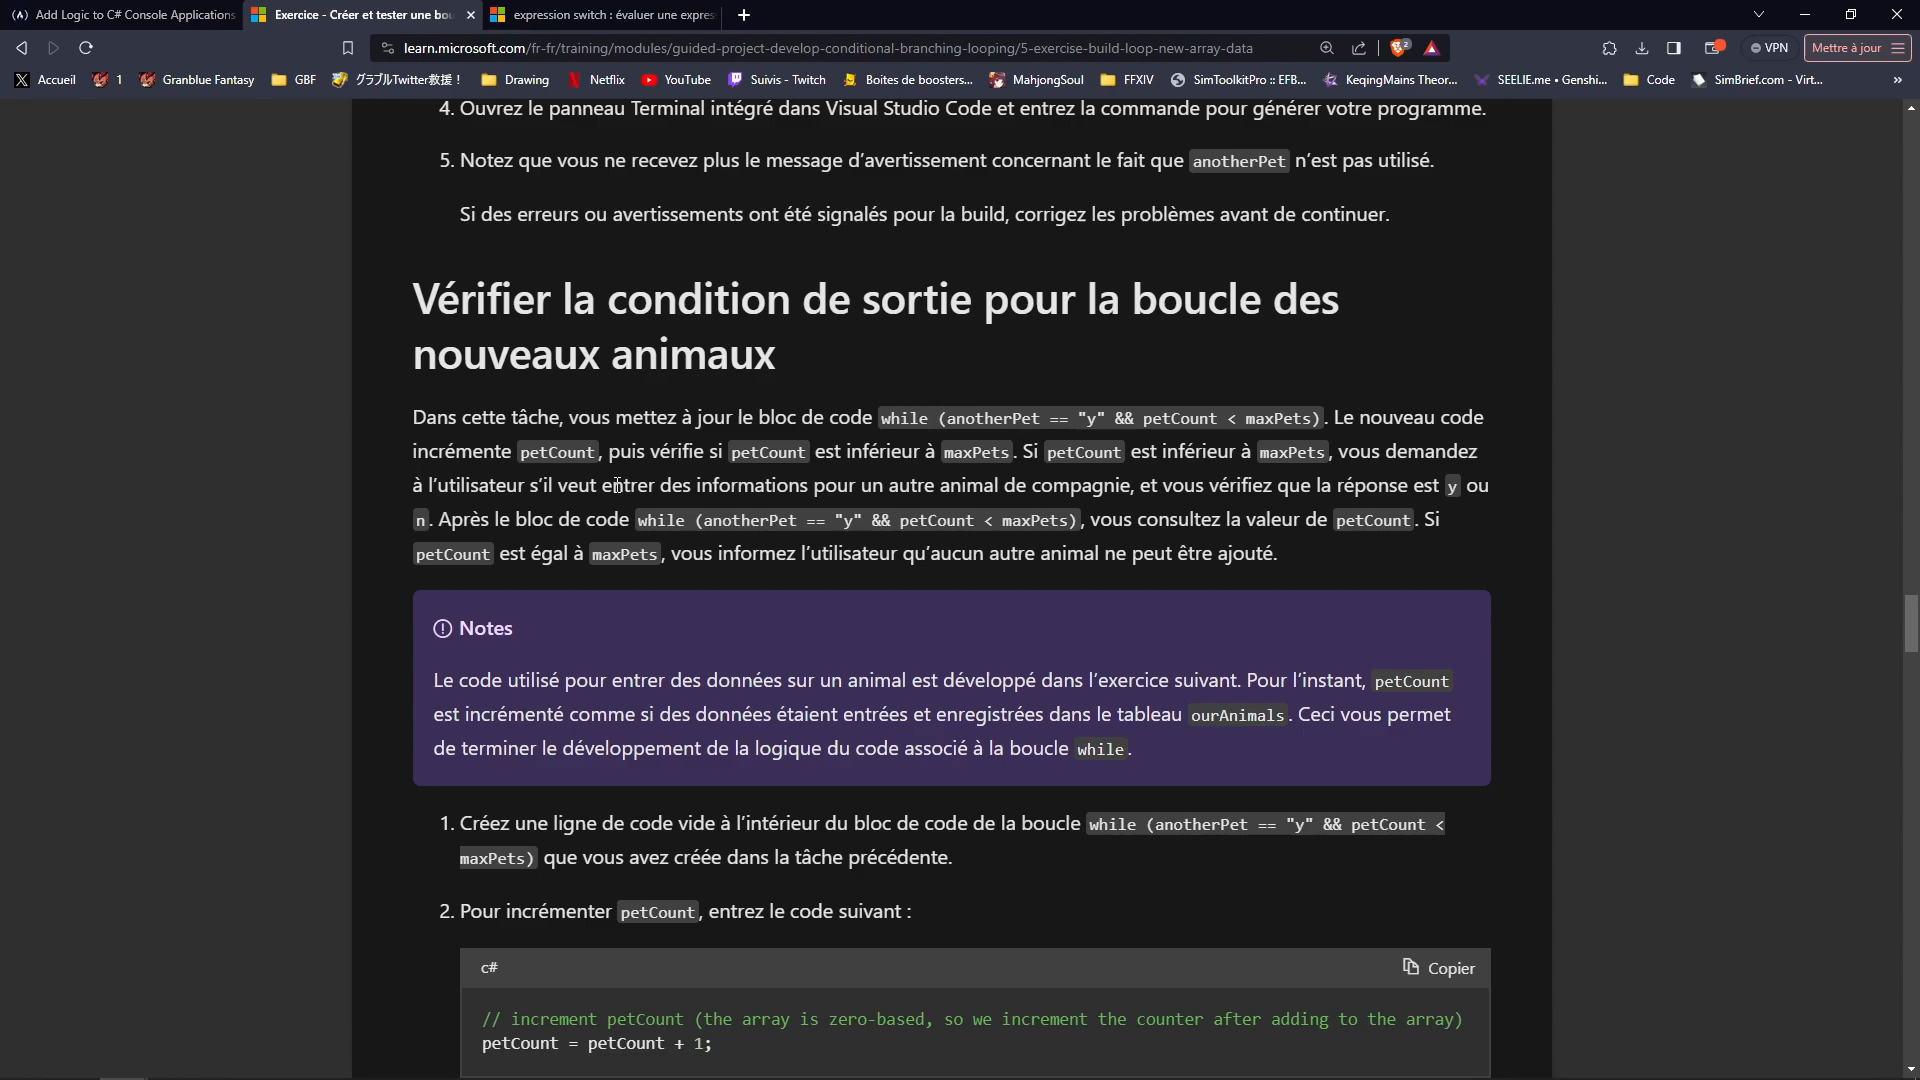 Add Logic to C# Console Applications
Exercice - Créer et tester une bou
expression switch : évaluer une expres
learn.microsoft.com/fr-fr/training/modules/guided-project-develop-conditional-branching-looping/5-exercise-build-loop-new-array-data
2
VPN
Mettre à jour
Accueil
1
Granblue Fantasy
GBF
グラブルTwitter救援！
Drawing
Netflix
YouTube
Suivis - Twitch
Boites de boosters...
MahjongSoul
FFXIV
SimToolkitPro :: EFB...
KeqingMains Theor...
SEELIE.me • Genshi...
Code
SimBrief.com - Virt...
»
4. Ouvrez le panneau Terminal intégré dans Visual Studio Code et entrez la commande pour générer votre programme.
5. Notez que vous ne recevez plus le message d’avertissement concernant le fait que anotherPet n’est pas utilisé.
Si des erreurs ou avertissements ont été signalés pour la build, corrigez les problèmes avant de continuer.
Vérifier la condition de sortie pour la boucle des
nouveaux animaux
Dans cette tâche, vous mettez à jour le bloc de code while (anotherPet == "y" && petCount < maxPets). Le nouveau code
incrémente petCount, puis vérifie si petCount est inférieur à maxPets. Si petCount est inférieur à maxPets, vous demandez
à l’utilisateur s’il veut entrer des informations pour un autre animal de compagnie, et vous vérifiez que la réponse est y ou
n. Après le bloc de code while (anotherPet == "y" && petCount < maxPets), vous consultez la valeur de petCount. Si
petCount est égal à maxPets, vous informez l’utilisateur qu’aucun autre animal ne peut être ajouté.
Notes
Le code utilisé pour entrer des données sur un animal est développé dans l’exercice suivant. Pour l’instant, petCount
est incrémenté comme si des données étaient entrées et enregistrées dans le tableau ourAnimals. Ceci vous permet
de terminer le développement de la logique du code associé à la boucle while.
1. Créez une ligne de code vide à l’intérieur du bloc de code de la boucle while (anotherPet == "y" && petCount <
maxPets) que vous avez créée dans la tâche précédente.
2. Pour incrémenter petCount, entrez le code suivant :
c#
Copier
// increment petCount (the array is zero-based, so we increment the counter after adding to the array)
petCount = petCount + 1;